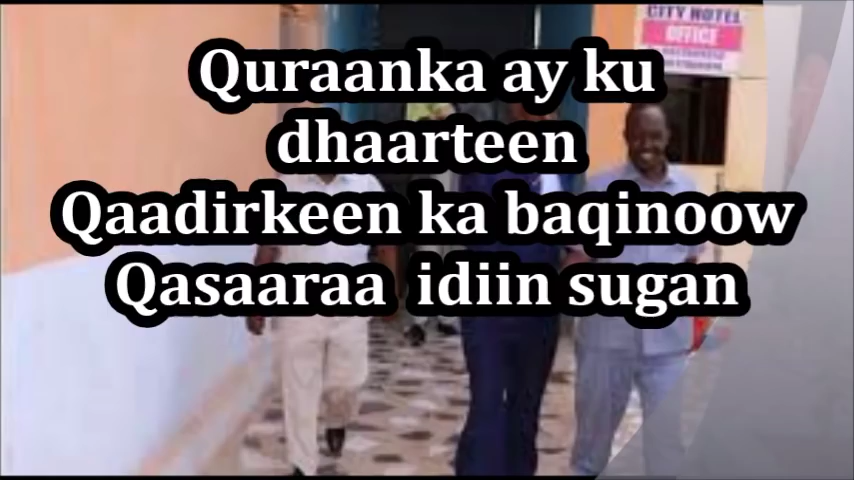 CITY HOTEL
OFFICE
Quraanka ay ku
dhaarteen
Qaadirkeen ka baqinoow
Qasaaraa idiin sugan